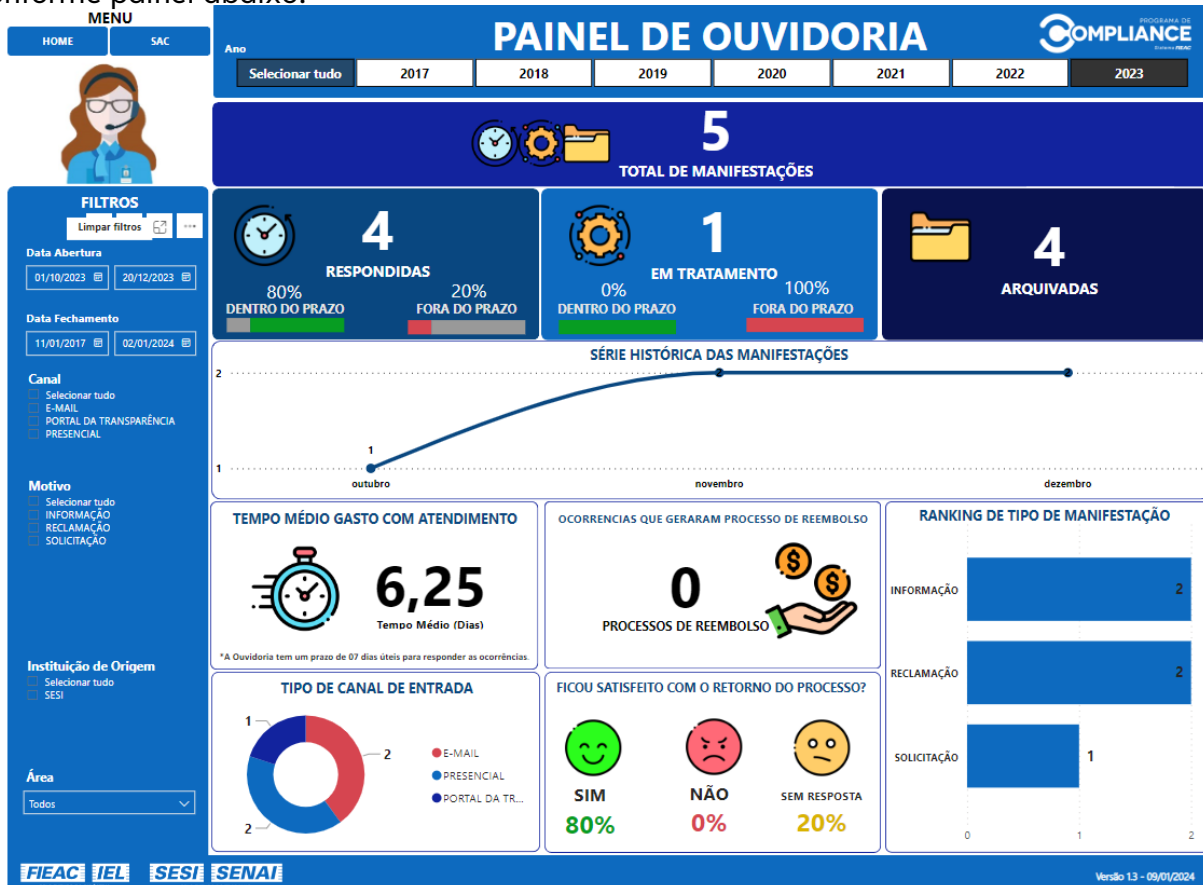 onforme painel abaixo.
MENU
HOME
SAC
Ano
PAINEL DE OUVIDORIA
PROGRAMA DE
COMPLIANCE
Sistema FIEAC
Selecionar tudo
2017
2018
2019
2020
2021
2022
2023
5
TOTAL DE MANIFESTAÇÕES
FILTROS
Limpar filtros
Data Abertura
01/10/2023
20/12/2023
Data Fechamento
11/01/2017
02/01/2024
Canal
Selecionar tudo
E-MAIL
PORTAL DA TRANSPARÊNCIA
PRESENCIAL
Motivo
Selecionar tudo
INFORMAÇÃO
RECLAMAÇÃO
SOLICITAÇÃO
Instituição de Origem
Selecionar tudo
SESI
Área
Todos
4
RESPONDIDAS
80%
DENTRO DO PRAZO
20%
FORA DO PRAZO
1
EM TRATAMENTO
0%
DENTRO DO PRAZO
100%
FORA DO PRAZO
4
ARQUIVADAS
SÉRIE HISTÓRICA DAS MANIFESTAÇÕES
2
2
2
1
1
outubro
novembro
dezembro
TEMPO MÉDIO GASTO COM ATENDIMENTO
6,25
Tempo Médio (Dias)
*A Ouvidoria tem um prazo de 07 dias úteis para responder as ocorrências.
OCORRENCIAS QUE GERARAM PROCESSO DE REEMBOLSO
0
PROCESSOS DE REEMBOLSO
RANKING DE TIPO DE MANIFESTAÇÃO
INFORMAÇÃO
2
RECLAMAÇÃO
2
SOLICITAÇÃO
1
0
1
2
TIPO DE CANAL DE ENTRADA
1
2
2
E-MAIL
PRESENCIAL
PORTAL DA TR...
FICOU SATISFEITO COM O RETORNO DO PROCESSO?
SIM
80%
NÃO
0%
SEM RESPOSTA
20%
FIEAC
IEL
SESI
SENAI
Versão 1.3 - 09/01/2024